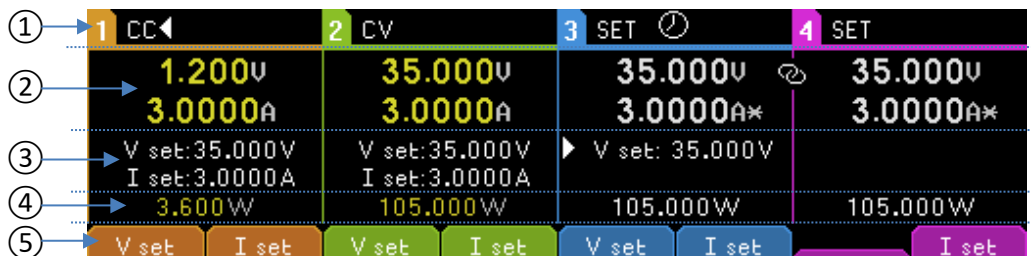 ① 1 CC 2 CV 3 SET 4 SET
② 1.200V 35.000V 35.000V 35.000V
3.0000A 3.0000A 3.0000A* 3.0000A*
③ V set:35.000V V set:35.000V V set: 35.000V
I set:3.0000A I set:3.0000A
④ 3.600W 105.000W 105.000W 105.000W
⑤ V set I set V set I set V set I set I set